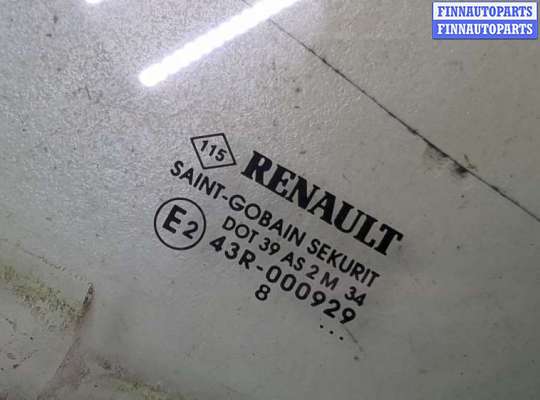 FINNAUTOPARTS
FINNAUTOPARTS
115 RENAULT
SAINT-GOBAIN SEKURIT
DOT 39 AS 2 M 34
E2 43R-000929
8 ...